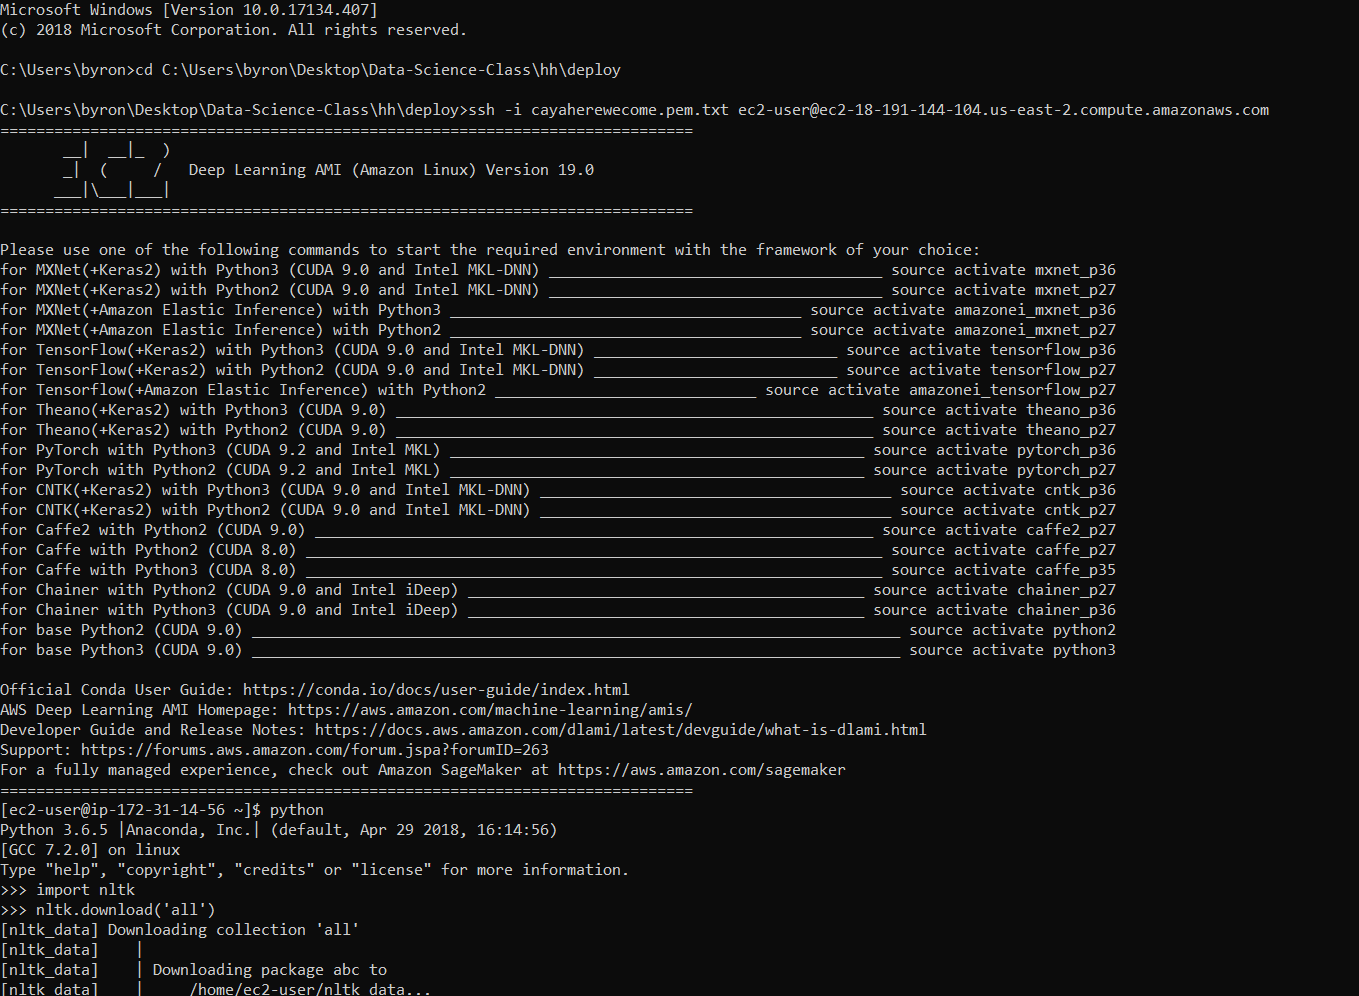 Microsoft Windows [Version 10.0.17134.407]
(c) 2018 Microsoft Corporation. All rights reserved.

C:\Users\byron>cd C:\Users\byron\Desktop\Data-Science-Class\hh\deploy

C:\Users\byron\Desktop\Data-Science-Class\hh\deploy>ssh -i cayaherewecome.pem.txt ec2-user@ec2-18-191-144-104.us-east-2.compute.amazonaws.com
=============================================================================
       __|  __|_  )
       _|  (     /   Deep Learning AMI (Amazon Linux) Version 19.0
      ___|\___|___|
=============================================================================

Please use one of the following commands to start the required environment with the framework of your choice:
for MXNet(+Keras2) with Python3 (CUDA 9.0 and Intel MKL-DNN) _____________________________________ source activate mxnet_p36
for MXNet(+Keras2) with Python2 (CUDA 9.0 and Intel MKL-DNN) _____________________________________ source activate mxnet_p27
for MXNet(+Amazon Elastic Inference) with Python3 _______________________________________ source activate amazonei_mxnet_p36
for MXNet(+Amazon Elastic Inference) with Python2 _______________________________________ source activate amazonei_mxnet_p27
for TensorFlow(+Keras2) with Python3 (CUDA 9.0 and Intel MKL-DNN) ___________________________ source activate tensorflow_p36
for TensorFlow(+Keras2) with Python2 (CUDA 9.0 and Intel MKL-DNN) ___________________________ source activate tensorflow_p27
for Tensorflow(+Amazon Elastic Inference) with Python2 _____________________________ source activate amazonei_tensorflow_p27
for Theano(+Keras2) with Python3 (CUDA 9.0) _____________________________________________________ source activate theano_p36
for Theano(+Keras2) with Python2 (CUDA 9.0) _____________________________________________________ source activate theano_p27
for PyTorch with Python3 (CUDA 9.2 and Intel MKL) ______________________________________________ source activate pytorch_p36
for PyTorch with Python2 (CUDA 9.2 and Intel MKL) ______________________________________________ source activate pytorch_p27
for CNTK(+Keras2) with Python3 (CUDA 9.0 and Intel MKL-DNN) _______________________________________ source activate cntk_p36
for CNTK(+Keras2) with Python2 (CUDA 9.0 and Intel MKL-DNN) _______________________________________ source activate cntk_p27
for Caffe2 with Python2 (CUDA 9.0) ______________________________________________________________ source activate caffe2_p27
for Caffe with Python2 (CUDA 8.0) ________________________________________________________________ source activate caffe_p27
for Caffe with Python3 (CUDA 8.0) ________________________________________________________________ source activate caffe_p35
for Chainer with Python2 (CUDA 9.0 and Intel iDeep) ____________________________________________ source activate chainer_p27
for Chainer with Python3 (CUDA 9.0 and Intel iDeep) ____________________________________________ source activate chainer_p36
for base Python2 (CUDA 9.0) ________________________________________________________________________ source activate python2
for base Python3 (CUDA 9.0) ________________________________________________________________________ source activate python3

Official Conda User Guide: https://conda.io/docs/user-guide/index.html
AWS Deep Learning AMI Homepage: https://aws.amazon.com/machine-learning/amis/
Developer Guide and Release Notes: https://docs.aws.amazon.com/dlami/latest/devguide/what-is-dlami.html
Support: https://forums.aws.amazon.com/forum.jspa?forumID=263
For a fully managed experience, check out Amazon SageMaker at https://aws.amazon.com/sagemaker
=============================================================================
[ec2-user@ip-172-31-14-56 ~]$ python
Python 3.6.5 |Anaconda, Inc.| (default, Apr 29 2018, 16:14:56)
[GCC 7.2.0] on linux
Type "help", "copyright", "credits" or "license" for more information.
>>> import nltk
>>> nltk.download('all')
[nltk_data] Downloading collection 'all'
[nltk_data]    |
[nltk_data]    | Downloading package abc to
[nltk_data]    |     /home/ec2-user/nltk_data...